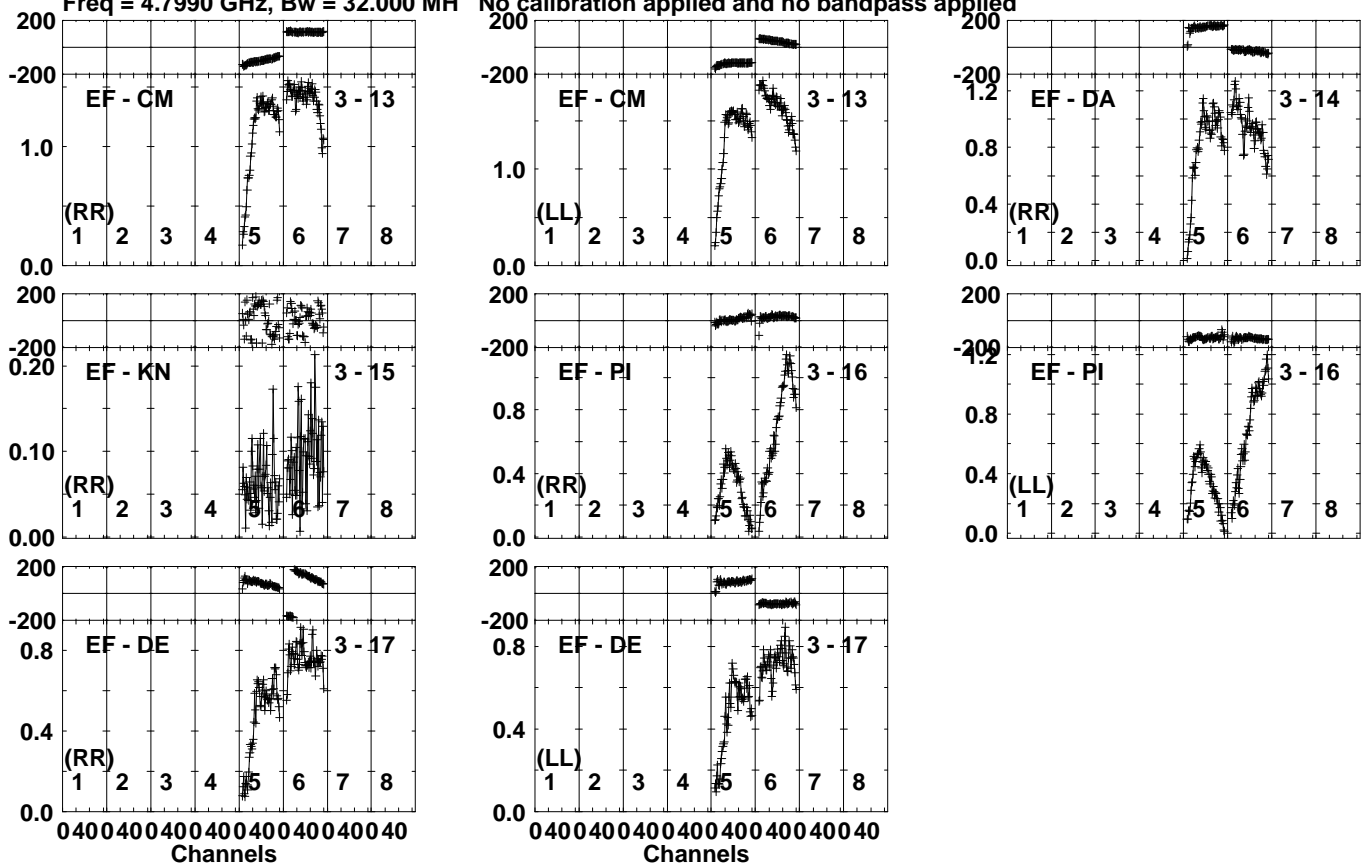 Freq = 4.7990 GHz, Bw = 32.000 MH No calibration applied and no bandpass applied
200
-200
EF - CM 3 - 13
1.0
(RR)
1 2 3 4 5 6 7 8
0.0
200
-200
EF - CM 3 - 13
1.0
(LL)
1 2 3 4 5 6 7 8
0.0
200
-200
1.2
EF - DA 3 - 14
0.8
0.4
(RR)
1 2 3 4 5 6 7 8
0.0
200
-200
0.20
EF - KN 3 - 15
0.10
(RR)
1 2 3 4 5 6 7 8
0.00
200
-200
EF - PI 3 - 16
0.8
0.4
(RR)
1 2 3 4 5 6 7 8
0.0
200
-200
1.2
EF - PI 3 - 16
0.8
0.4
(LL)
1 2 3 4 5 6 7 8
0.0
200
-200
EF - DE 3 - 17
0.8
0.4
(RR)
1 2 3 4 5 6 7 8
0.0
0 40 0 40 0 40 0 40 0 40 0 40 0 40 0 40
Channels
200
-200
EF - DE 3 - 17
0.8
0.4
(LL)
1 2 3 4 5 6 7 8
0.0
0 40 0 40 0 40 0 40 0 40 0 40 0 40 0 40
Channels